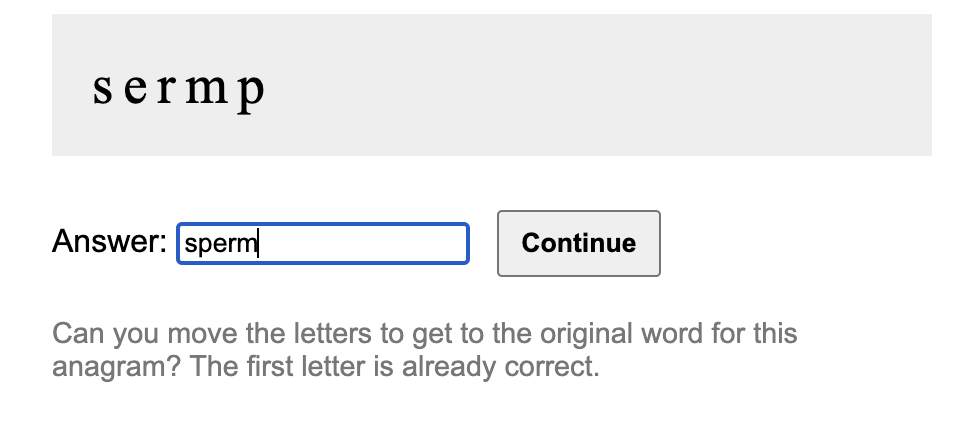 s e r m p
Answer: sperm Continue
Can you move the letters to get to the original word for this
anagram? The first letter is already correct.